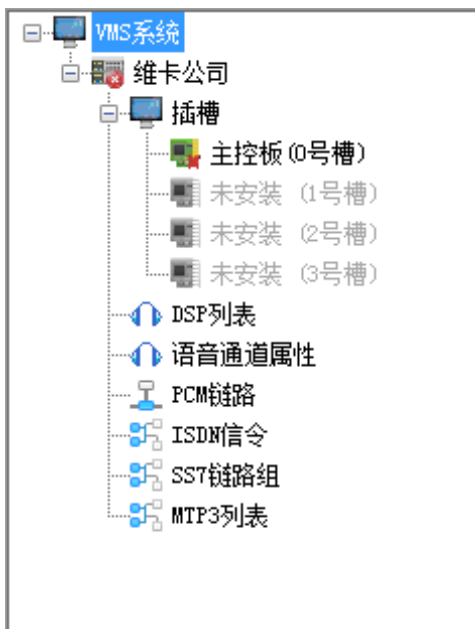 VMS系统
维卡公司
插槽
主控板(0号槽)
未安装 (1号槽)
未安装 (2号槽)
未安装 (3号槽)
DSP列表
语音通道属性
PCM链路
ISDN信令
SS7链路组
MTP3列表